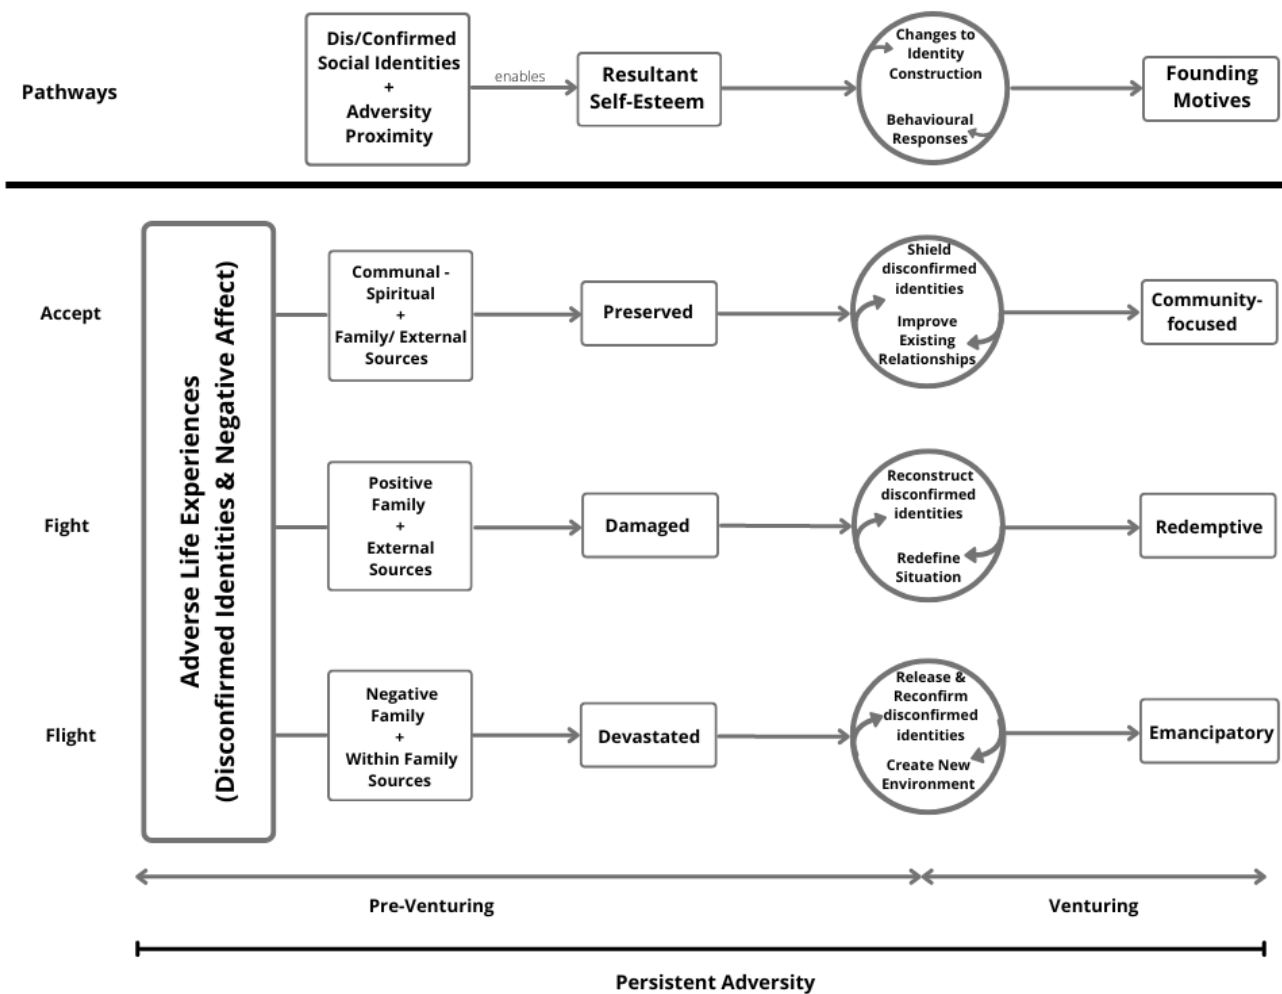 Pathways
Dis/Confirmed
Social Identities
+
Adversity
Proximity
enables
Resultant
Self-Esteem
Changes to
Identity
Construction
Behavioural
Responses
Founding
Motives
Adverse Life Experiences
(Disconfirmed Identities & Negative Affect)
Accept
Communal -
Spiritual
+
Family/ External
Sources
Preserved
Shield
disconfirmed
identities
Improve
Existing
Relationships
Community-
focused
Fight
Positive
Family
+
External
Sources
Damaged
Reconstruct
disconfirmed
identities
Redefine
Situation
Redemptive
Flight
Negative
Family
+
Within Family
Sources
Devastated
Release &
Reconfirm
disconfirmed
identities
Create New
Environment
Emancipatory
Pre-Venturing
Venturing
Persistent Adversity